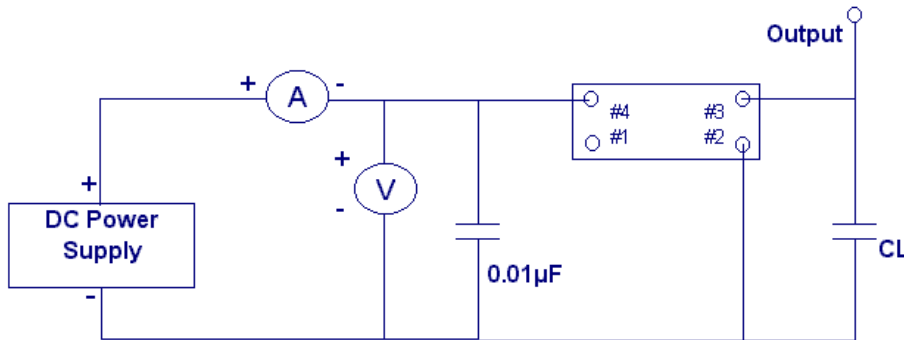 Output
+
A
-
#4
#3
#1
#2
+
V
-
+
DC Power
Supply
-
0.01µF
CL